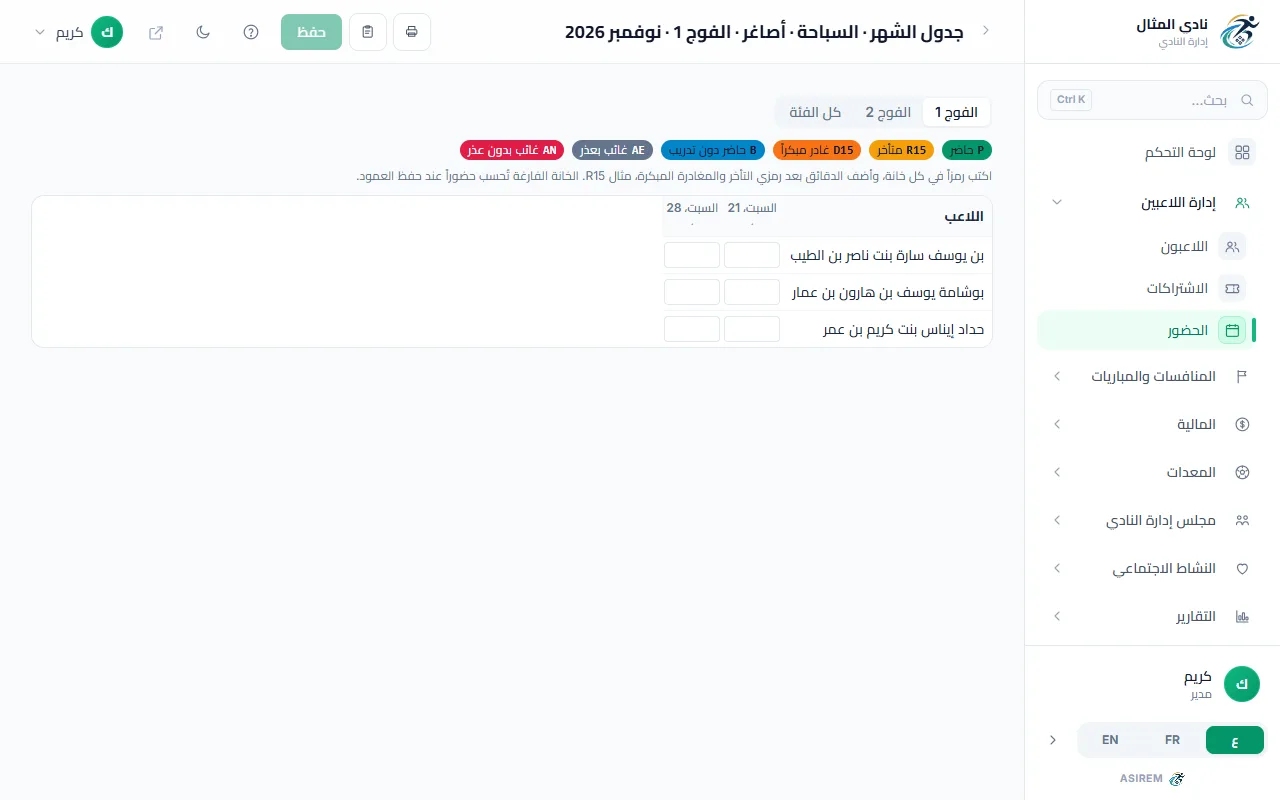 نادي المثال
إدارة النادي
بحث... Ctrl K
لوحة التحكم
إدارة اللاعبين
اللاعبون
الاشتراكات
الحضور
المنافسات والمباريات
المالية
المعدات
مجلس إدارة النادي
النشاط الاجتماعي
التقارير
ك كريم
مدير
ع FR EN
ASIREM
جدول الشهر · السباحة · أصاغر · الفوج 1 · نوفمبر 2026
حفظ
ك كريم
الفوج 1 الفوج 2 كل الفئة
P حاضر R15 متأخر D15 غادر مبكراً B حاضر دون تدريب AE غائب بعذر AN غائب بدون عذر
اكتب رمزاً في كل خانة، وأضف الدقائق بعد رمزي التأخر والمغادرة المبكرة، مثال R15. الخانة الفارغة تُحسب حضوراً عند حفظ العمود.
اللاعب السبت، 21 السبت، 28
بن يوسف سارة بنت ناصر بن الطيب
بوشامة يوسف بن هارون بن عمار
حداد إيناس بنت كريم بن عمر